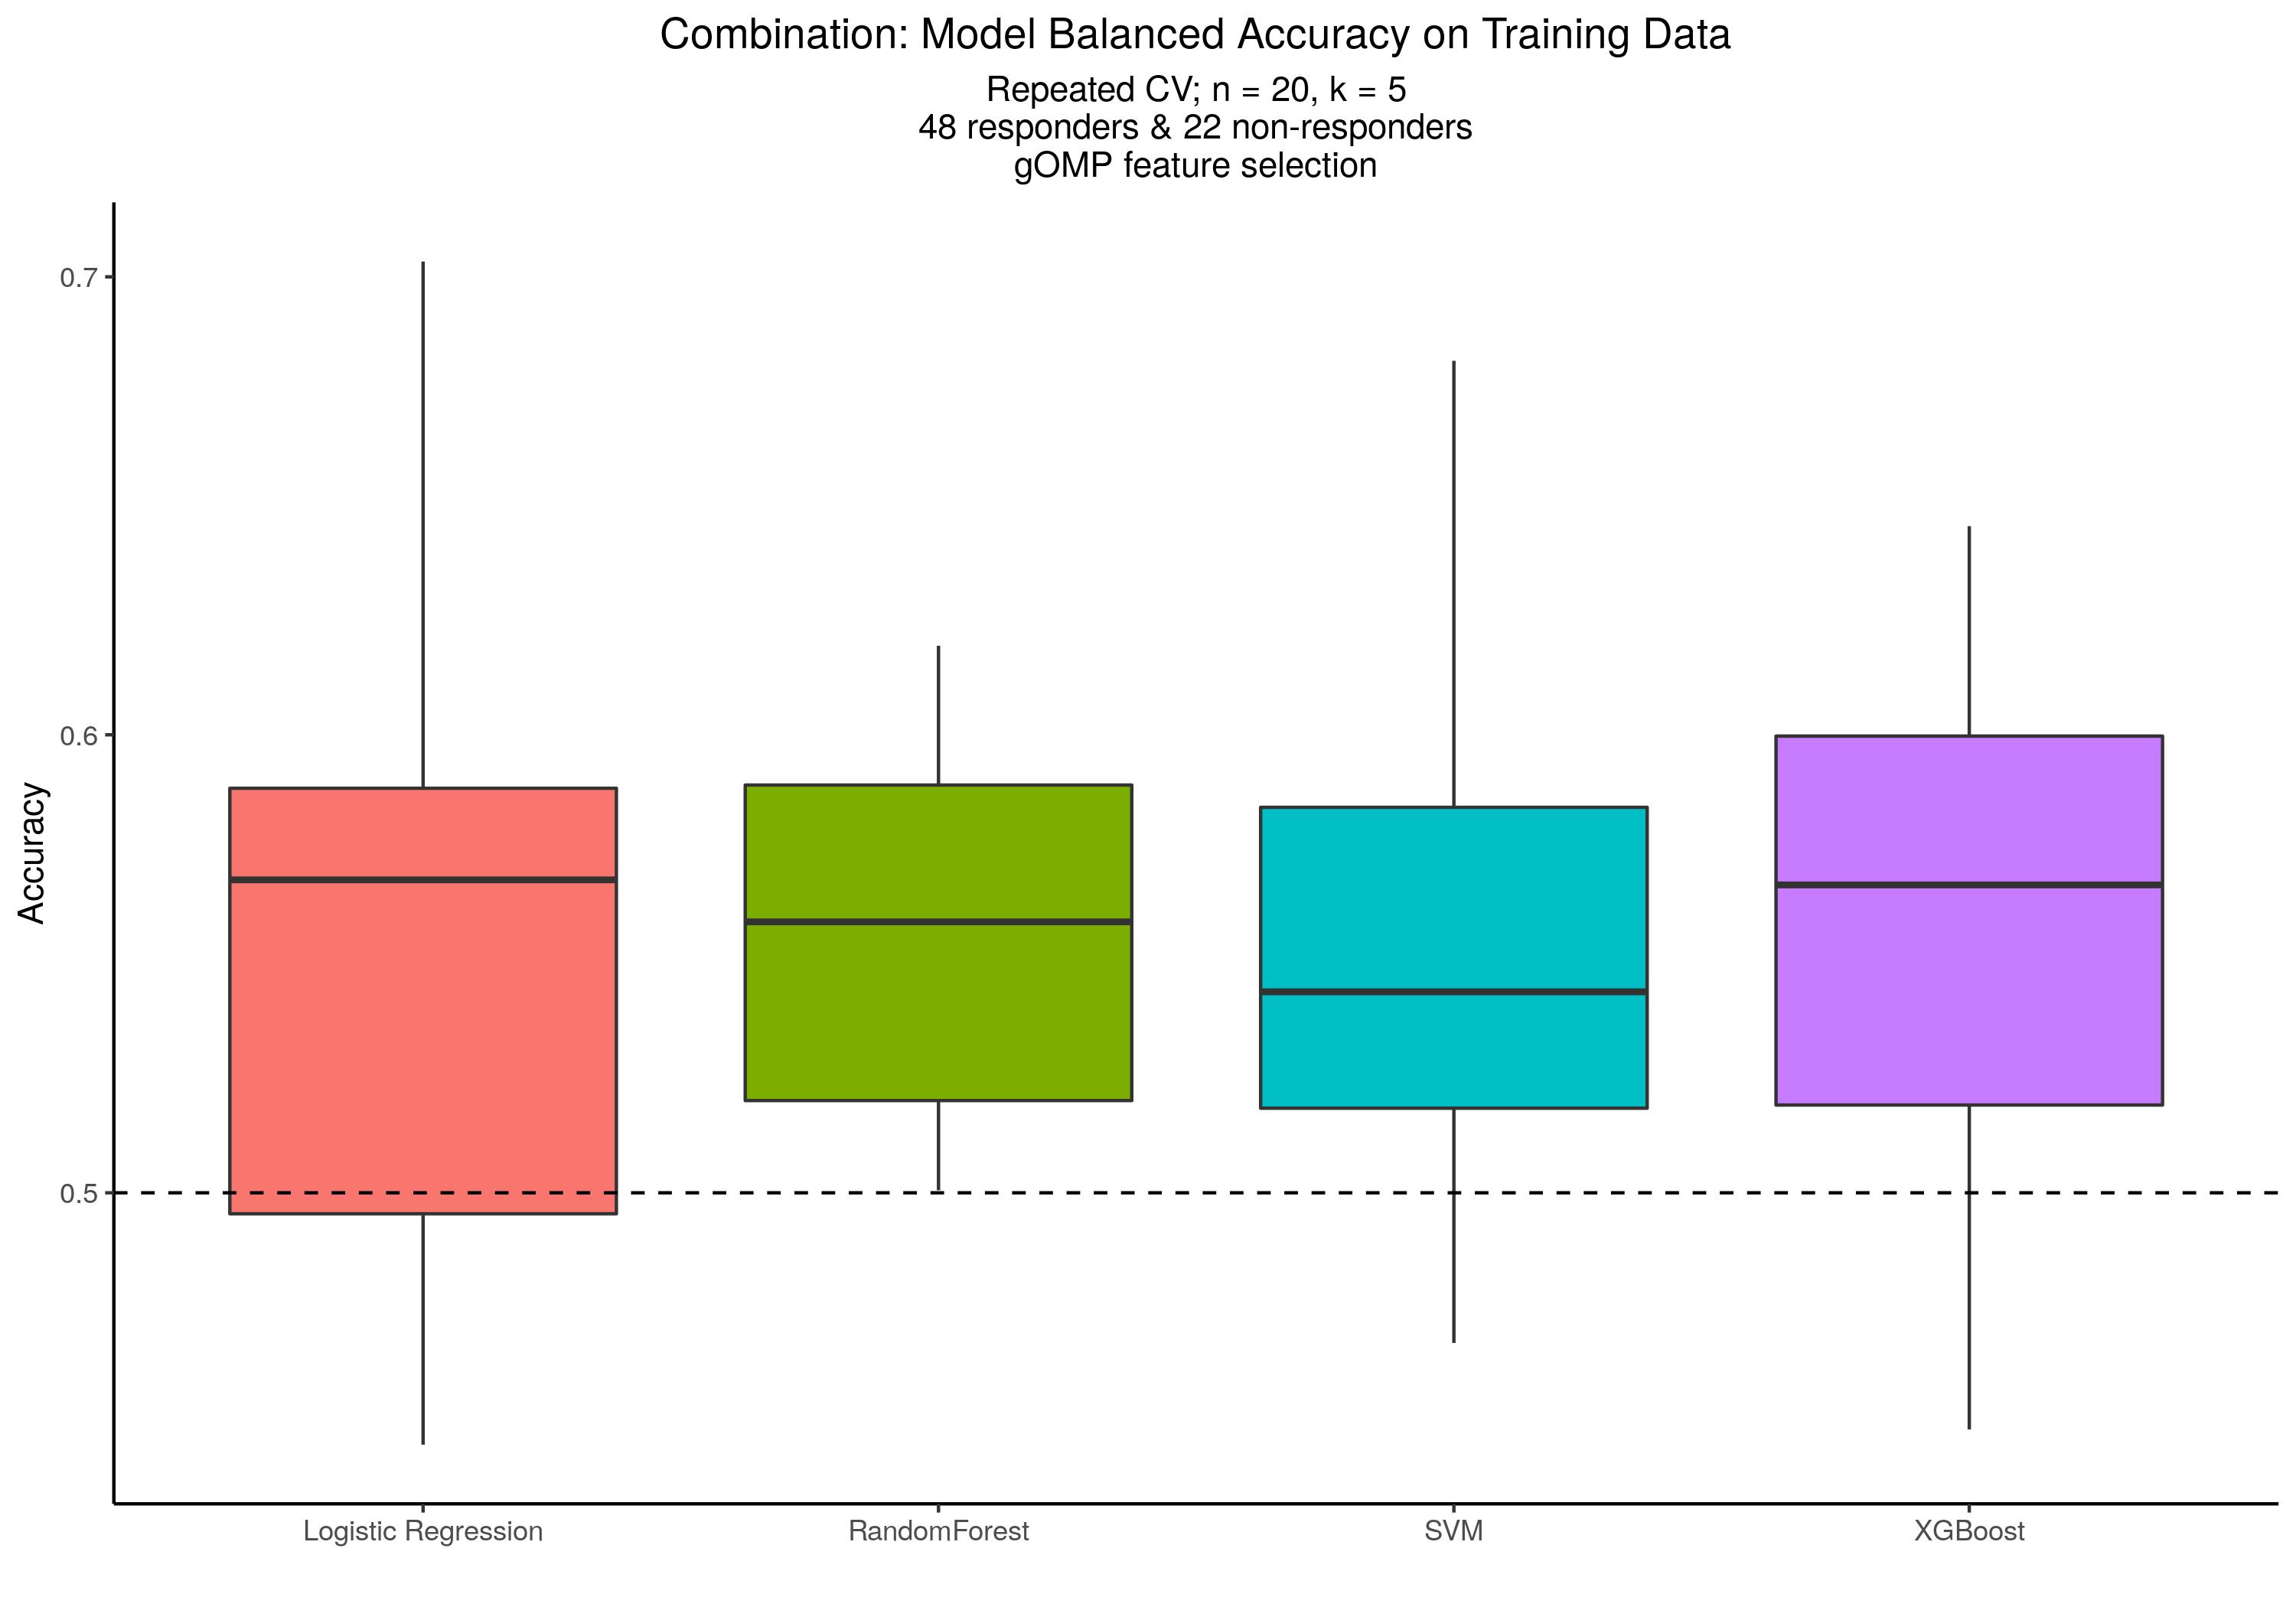 Combination: Model Balanced Accuracy on Training Data
Repeated CV; n = 20, k = 5
48 responders & 22 non-responders
gOMP feature selection
Accuracy
0.7
0.6
0.5
Logistic Regression
RandomForest
SVM
XGBoost